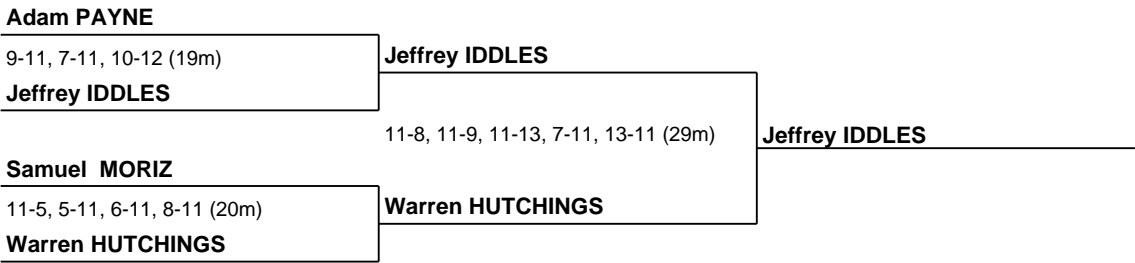 Adam PAYNE
9-11, 7-11, 10-12 (19m)
Jeffrey IDDLES
Jeffrey IDDLES
11-8, 11-9, 11-13, 7-11, 13-11 (29m)
Jeffrey IDDLES
Samuel  MORIZ
11-5, 5-11, 6-11, 8-11 (20m)
Warren HUTCHINGS
Warren HUTCHINGS